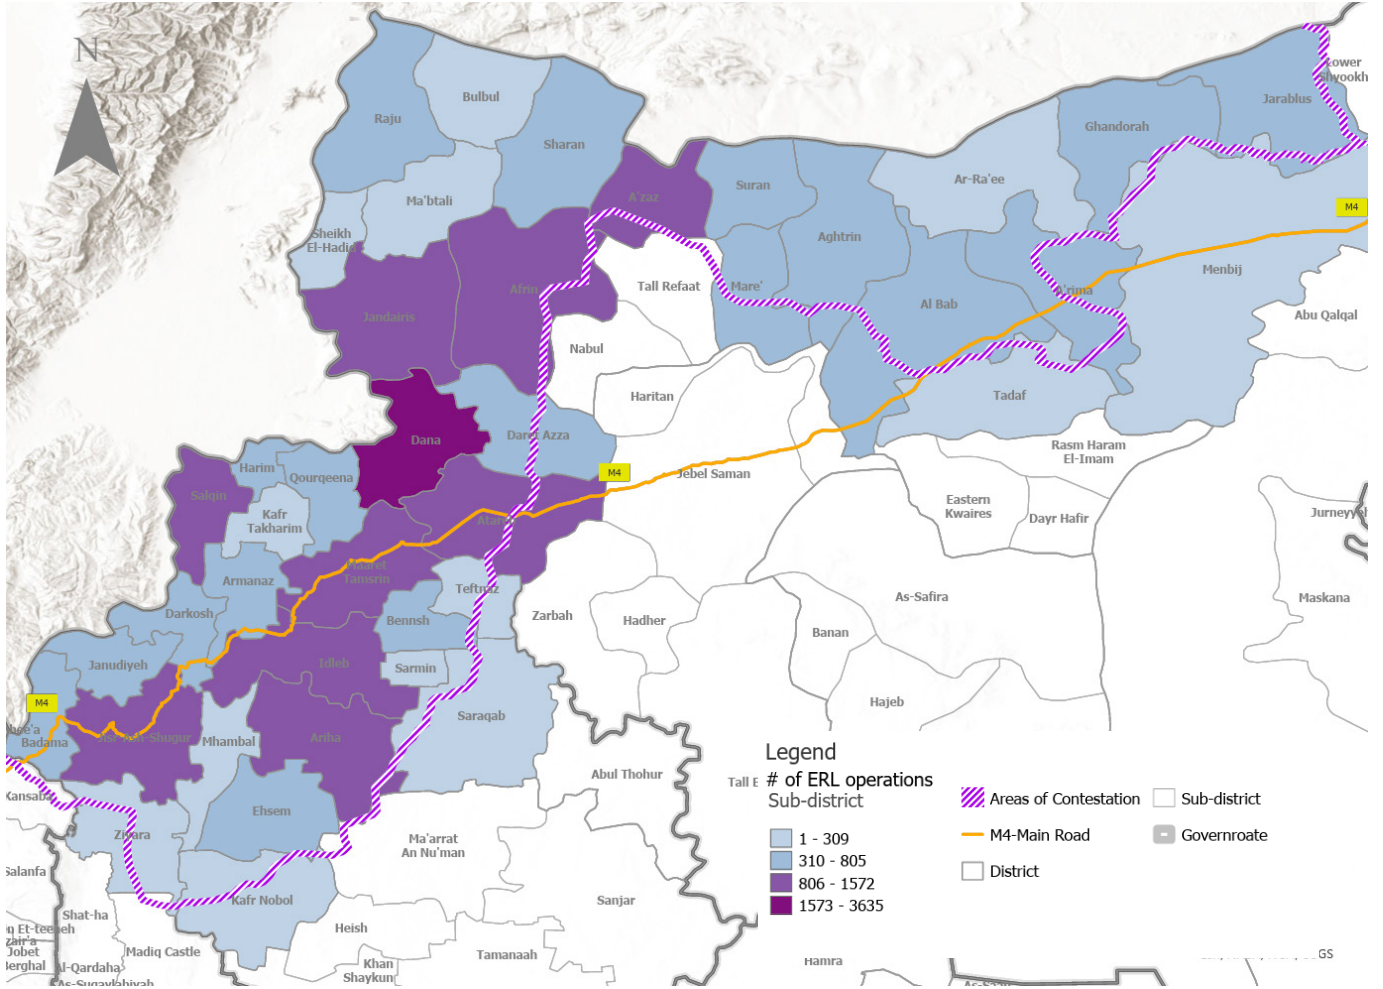 N
Lower
Shyookh
Jarablus
Bulbul
Raju
Ghandorah
Sharan
Ar-Ra'ee
Suran
A'zaz
Ma'btali
M4
Sheikh
El-Hadid
Aghtrin
Menbij
Tall Refaat
Mare'
Afrin
A'rima
Al Bab
Jandairis
Abu Qalqal
Nabul
Haritan
Tadaf
Dana
Daret Azza
Rasm Haram
El-Imam
Harim
Qourqeena
M4
Jebel Saman
Salqin
Eastern
Kwaires
Kafr
Takharim
Dayr Hafir
Atareb
Maaret
Tamsrin
Armanaz
Teftnaz
As-Safira
Maskana
Darkosh
Bennsh
Zarbah
Hadher
Banan
Janudiyeh
Idleb
Sarmin
M4
Hajeb
Saraqab
Badama
Jisr-Ash-Shugur
Mhambal
Ariha
Abul Thohur
Tall
Kansaba
Ehsem
Ziyara
Ma'arrat
An Nu'man
Salanfa
Kafr Nobol
Sanjar
Shat-ha
Heish
Madiq Castle
Tamanaah
Jobet
Berghal
Al-Qardaha
Khan
Shaykun
Hamra
Legend
# of ERL operations
Sub-district
1 - 309
310 - 805
806 - 1572
1573 - 3635
Areas of Contestation
M4-Main Road
District
Sub-district
Governroate